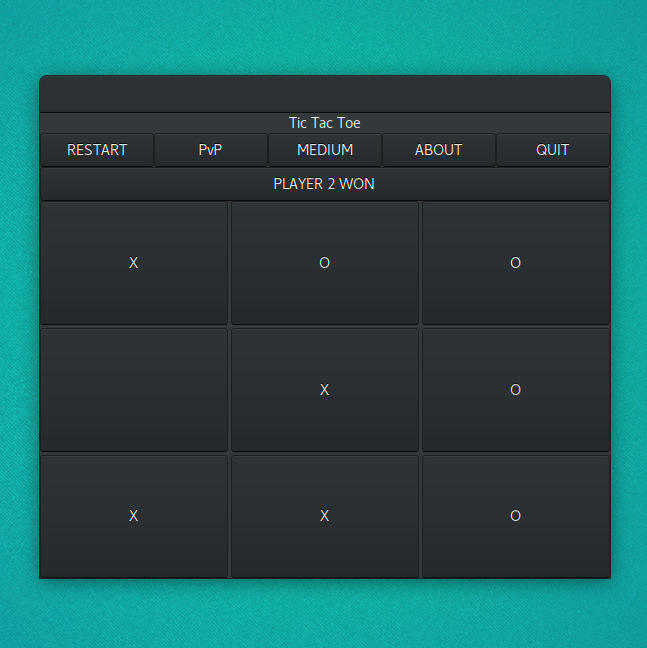 Tic Tac Toe
RESTART PvP MEDIUM ABOUT QUIT
PLAYER 2 WON
X O O
X O
X X O